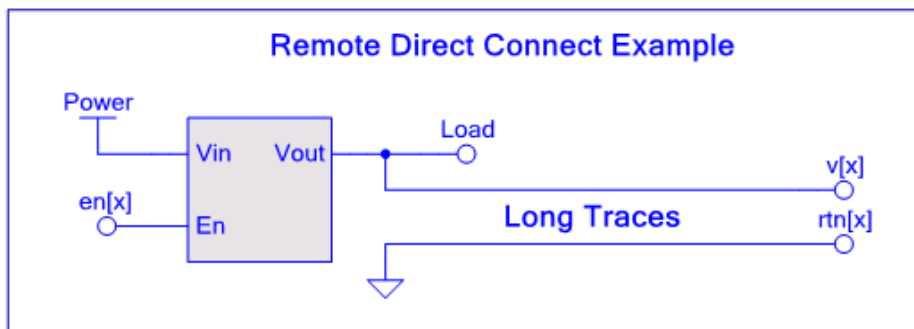 Remote Direct Connect Example
Power
Load
Vin
Vout
v[x]
en[x]
En
Long Traces
rtn[x]